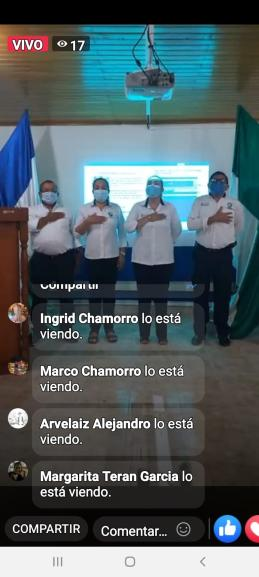 VIVO 17
Compartir
Ingrid Chamorro lo está
viendo.
Marco Chamorro lo está
viendo.
Arvelaiz Alejandro lo está
viendo.
Margarita Teran Garcia lo
está viendo.
COMPARTIR Comentar...